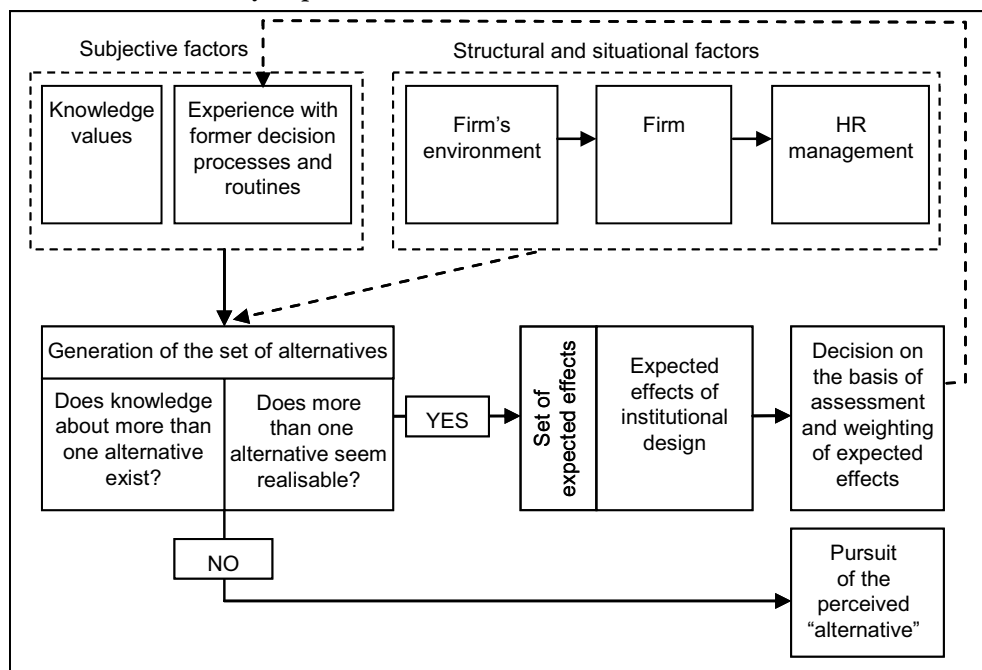 Subjective factors
Structural and situational factors
Knowledge
values
Experience with
former decision
processes and
routines
Firm's
environment
Firm
HR
management
Generation of the set of alternatives
Does knowledge
about more than
one alternative
exist?
Does more
than one
alternative seem
realisable?
YES
Set of
expected effects
Expected
effects of
institutional
design
Decision on
the basis of
assessment
and weighting
of expected
effects
NO
Pursuit
of the
perceived
“alternative”